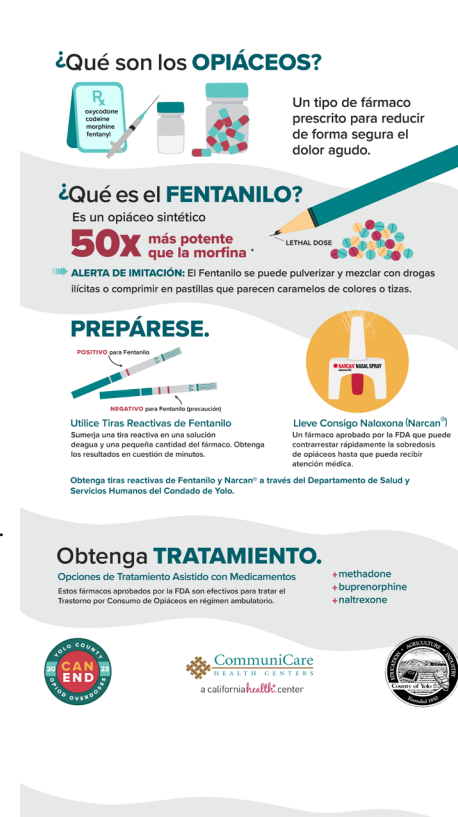 ¿Qué son los OPIÁCEOS?
Rx
oxycodone
codeine
morphine
fentanyl
Un tipo de fármaco
prescrito para reducir
de forma segura el
dolor agudo.
¿Qué es el FENTANILO?
Es un opiáceo sintético
50x más potente
que la morfina *
LETHAL DOSE
ALERTA DE IMITACIÓN: El Fentanilo se puede pulverizar y mezclar con drogas
ilícitas o comprimir en pastillas que parecen caramelos de colores o tizas.
PREPÁRESE.
POSITIVO para Fentanilo
NEGATIVO para Fentanilo (precaución)
NARCAN® NASAL SPRAY
Utilice Tiras Reactivas de Fentanilo
Sumerja una tira reactiva en una solución
deagua y una pequeña cantidad del fármaco. Obtenga
los resultados en cuestión de minutos.
Lleve Consigo Naloxona (Narcan®)
Un fármaco aprobado por la FDA que puede
contrarrestar rápidamente la sobredosis
de opiáceos hasta que pueda recibir
atención médica.
Obtenga tiras reactivas de Fentanilo y Narcan® a través del Departamento de Salud y
Servicios Humanos del Condado de Yolo.
Obtenga TRATAMIENTO.
Opciones de Tratamiento Asistido con Medicamentos
Estos fármacos aprobados por la FDA son efectivos para tratar el
Trastorno por Consumo de Opiáceos en régimen ambulatorio.
+methadone
+buprenorphine
+naltrexone
YOLO COUNTY
20 CAN 23
END
OPIOID OVERDOSES
CommuniCare
HEALTH CENTERS
a californiahealth+ center
EDUCATION • AGRICULTURE • INDUSTRY
County of Yolo
Founded 1850